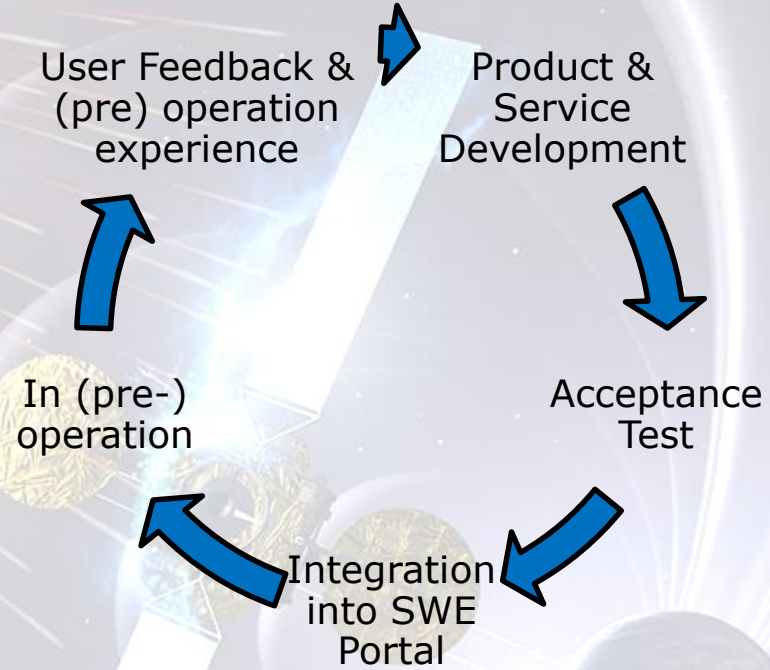 User Feedback &
(pre) operation
experience
Product &
Service
Development
Acceptance
Test
Integration
into SWE
Portal
In (pre-)
operation